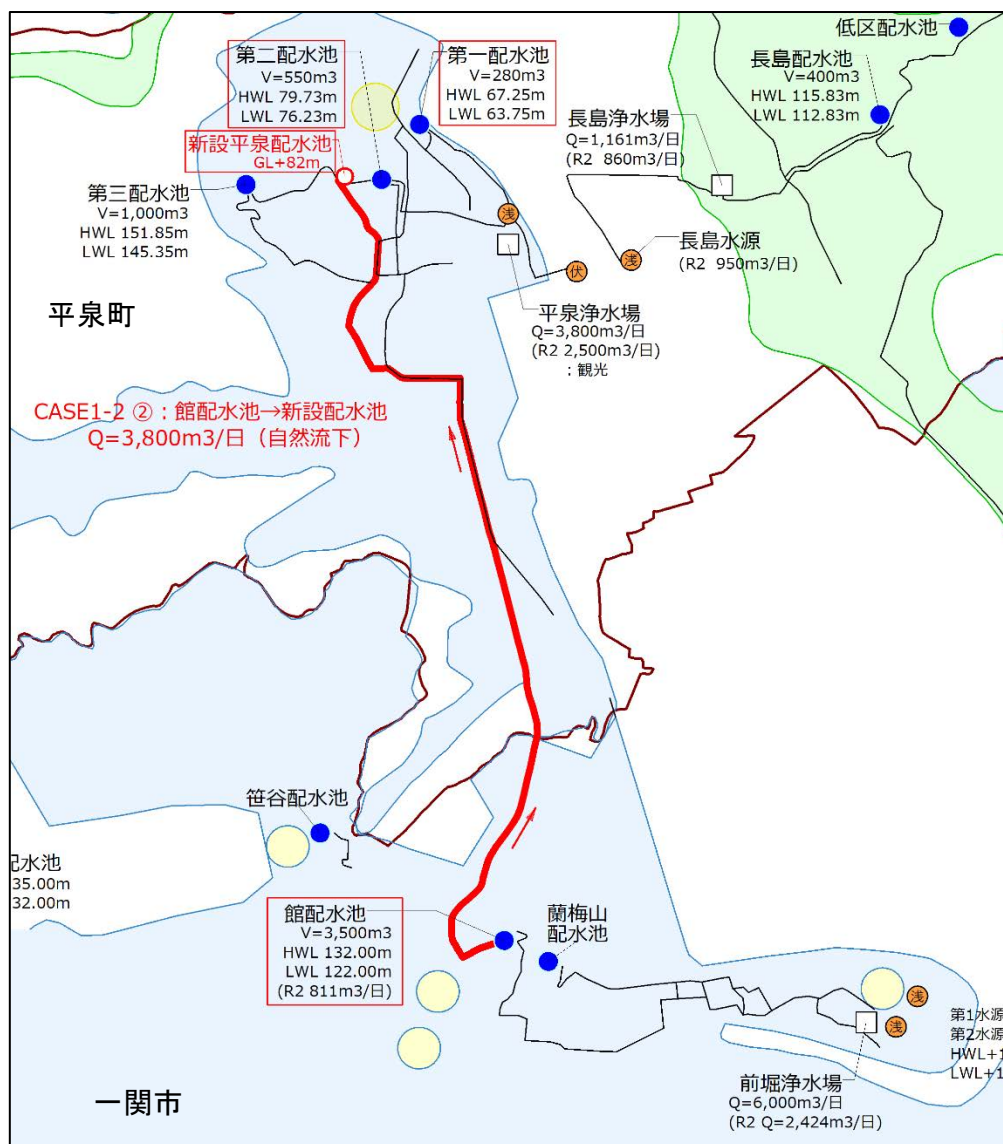 低区配水池
第二配水池
V=550m3
HWL 79.73m
LWL 76.23m
第一配水池
V=280m3
HWL 67.25m
LWL 63.75m
長島配水池
V=400m3
HWL 115.83m
LWL 112.83m
長島浄水場
Q=1,161m3/日
(R2 860m3/日)
新設平泉配水池
GL+82m
第三配水池
V=1,000m3
HWL 151.85m
LWL 145.35m
浅
浅
伏
長島水源
(R2 950m3/日)
平泉浄水場
Q=3,800m3/日
(R2 2,500m3/日)
:観光
平泉町
CASE1-2 ②:館配水池→新設配水池
Q=3,800m3/日(自然流下)
笹谷配水池
配水池
35.00m
32.00m
館配水池
V=3,500m3
HWL 132.00m
LWL 122.00m
(R2 811m3/日)
蘭梅山
配水池
浅
浅
第1水源
第2水源
HWL+1
LWL+1
前堀浄水場
Q=6,000m3/日
(R2 Q=2,424m3/日)
一関市